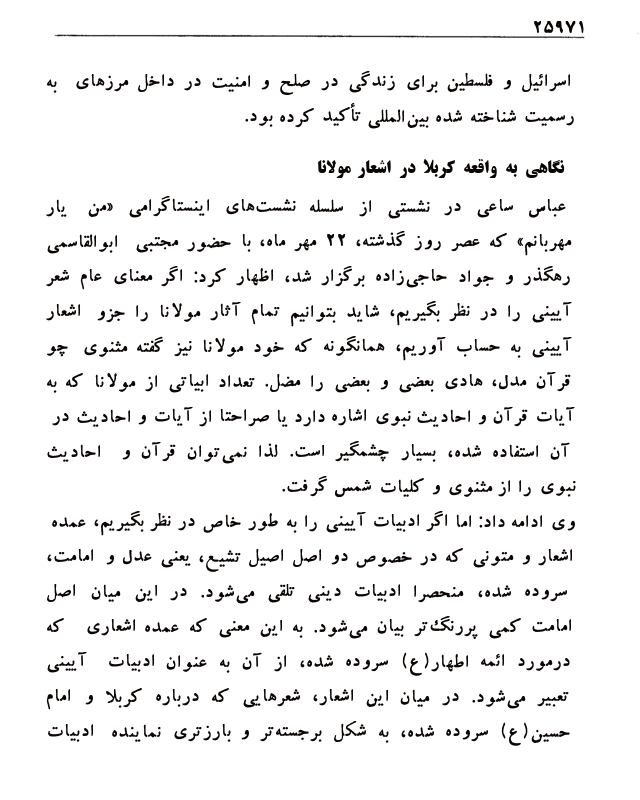 ۲۵۹۷۱
اسرائیل و فلسطین برای زندگی در صلح و امنیت در داخل مرزهای به
رسمیت شناخته شده بین‌المللی تأکید کرده بود.
نگاهی به واقعه کربلا در اشعار مولانا
عباس ساعی در نشستی از سلسله نشست‌های اینستاگرامی «من یار
مهربانم» که عصر روز گذشته، ۲۲ مهر ماه، با حضور مجتبی ابوالقاسمی
رهگذر و جواد حاجی‌زاده برگزار شد، اظهار کرد: اگر معنای عام شعر
آیینی را در نظر بگیریم، شاید بتوانیم تمام آثار مولانا را جزو اشعار
آیینی به حساب آوریم، همانگونه که خود مولانا نیز گفته مثنوی چو
قرآن مدل، هادی بعضی و بعضی را مضل. تعداد ابیاتی از مولانا که به
آیات قرآن و احادیث نبوی اشاره دارد یا صراحتا از آیات و احادیث در
آن استفاده شده، بسیار چشمگیر است. لذا نمی‌توان قرآن و احادیث
نبوی را از مثنوی و کلیات شمس گرفت.
وی ادامه داد: اما اگر ادبیات آیینی را به طور خاص در نظر بگیریم، عمده
اشعار و متونی که در خصوص دو اصل اصیل تشیع، یعنی عدل و امامت،
سروده شده، منحصرا ادبیات دینی تلقی می‌شود. در این میان اصل
امامت کمی پررنگ‌تر بیان می‌شود. به این معنی که عمده اشعاری که
درمورد ائمه اطهار(ع) سروده شده، از آن به عنوان ادبیات آیینی
تعبیر می‌شود. در میان این اشعار، شعرهایی که درباره کربلا و امام
حسین(ع) سروده شده، به شکل برجسته‌تر و بارزتری نماینده ادبیات